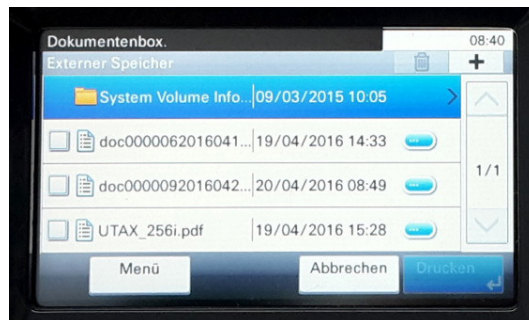 Dokumentenbox.
08:40
Externer Speicher
+
System Volume Info... 09/03/2015 10:05
doc0000062016041... 19/04/2016 14:33
doc0000092016042... 20/04/2016 08:49
1/1
UTAX_256i.pdf 19/04/2016 15:28
Menü
Abbrechen
Drucken